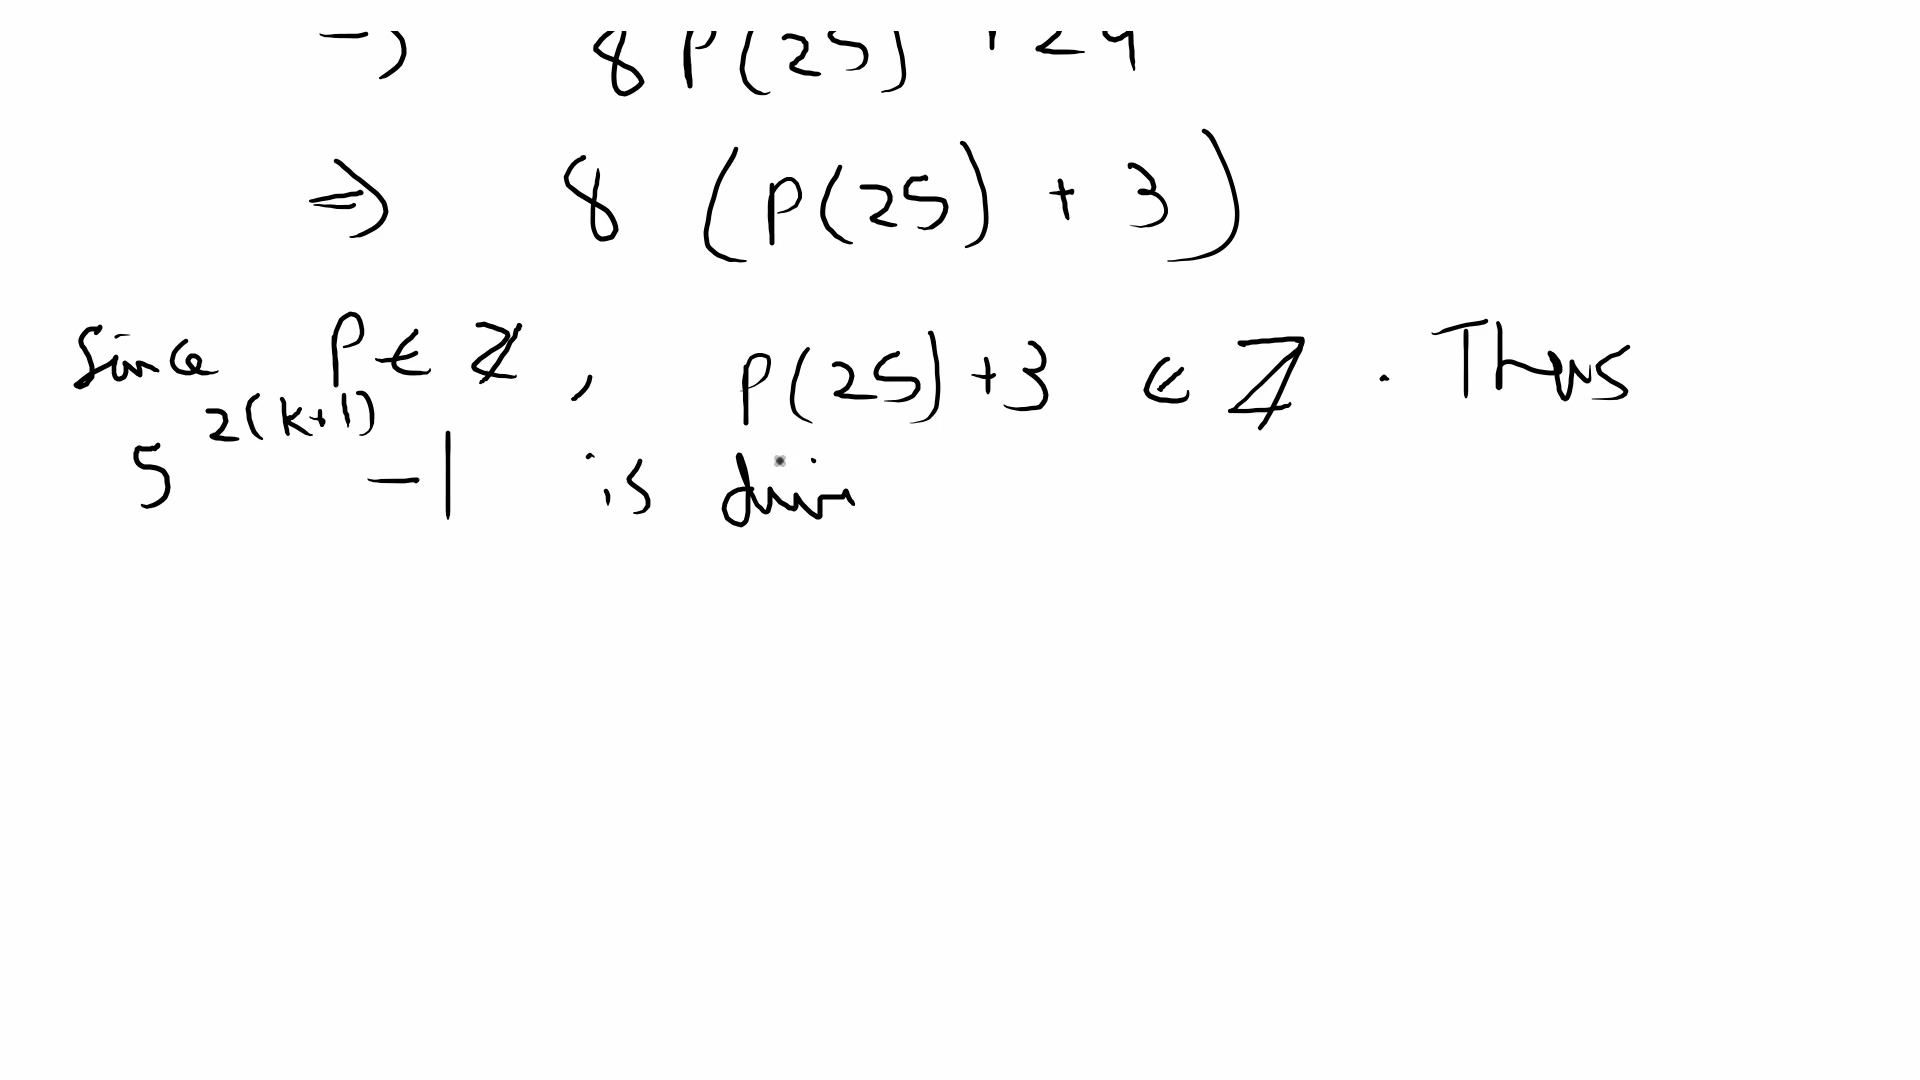 ⇒ 8 P(25) + 24
⇒ 8 (P(25) + 3)
Since P ∈ ℤ, P(25)+3 ∈ ℤ. Thus
5^{2(k+1)} -1 is divi